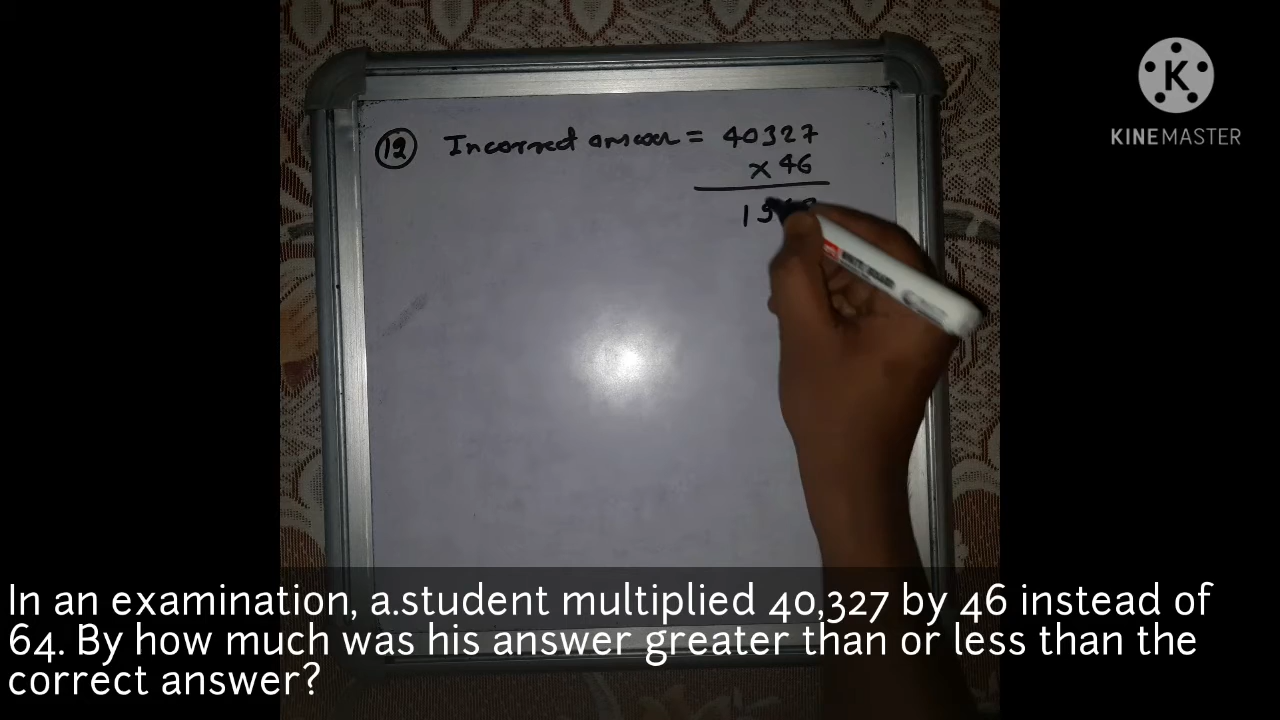 12 Incorrect answer = 40327
× 46
19
K
KINEMASTER
In an examination, a.student multiplied 40,327 by 46 instead of
64. By how much was his answer greater than or less than the
correct answer?